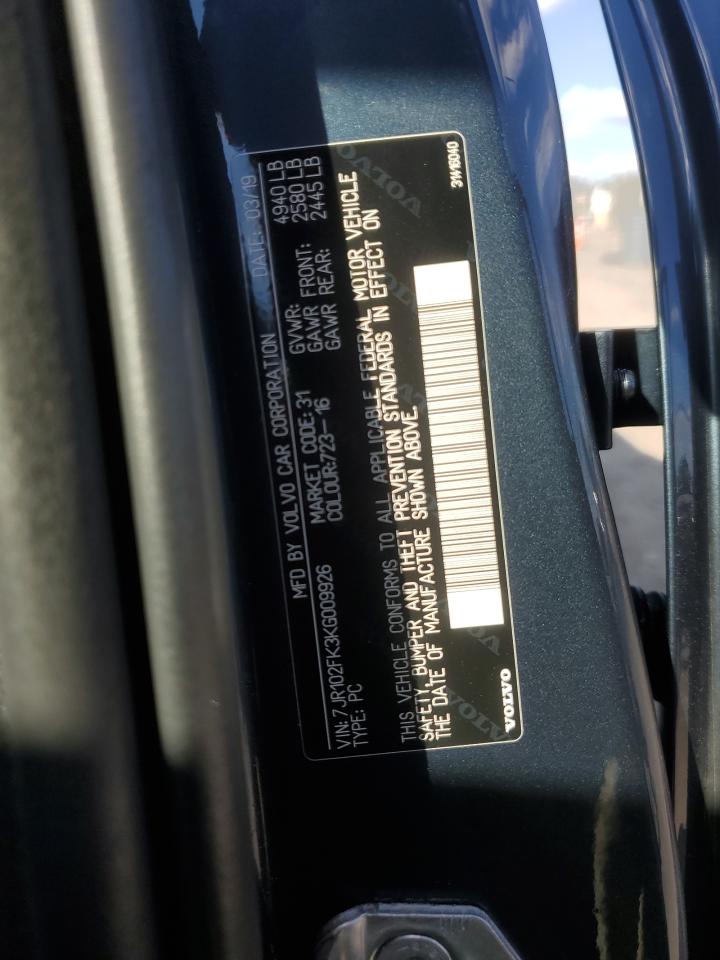 MFD BY VOLVO CAR CORPORATION DATE: 03/19
VIN:7JR102FK3KG009926 MARKET CODE:31 GVWR: 4940 LB
TYPE: PC COLOUR:723-16 GAWR FRONT: 2580 LB
GAWR REAR: 2445 LB
THIS VEHICLE CONFORMS TO ALL APPLICABLE FEDERAL MOTOR VEHICLE
SAFETY, BUMPER AND THEFT PREVENTION STANDARDS IN EFFECT ON
THE DATE OF MANUFACTURE SHOWN ABOVE.
VOLVO 31416040